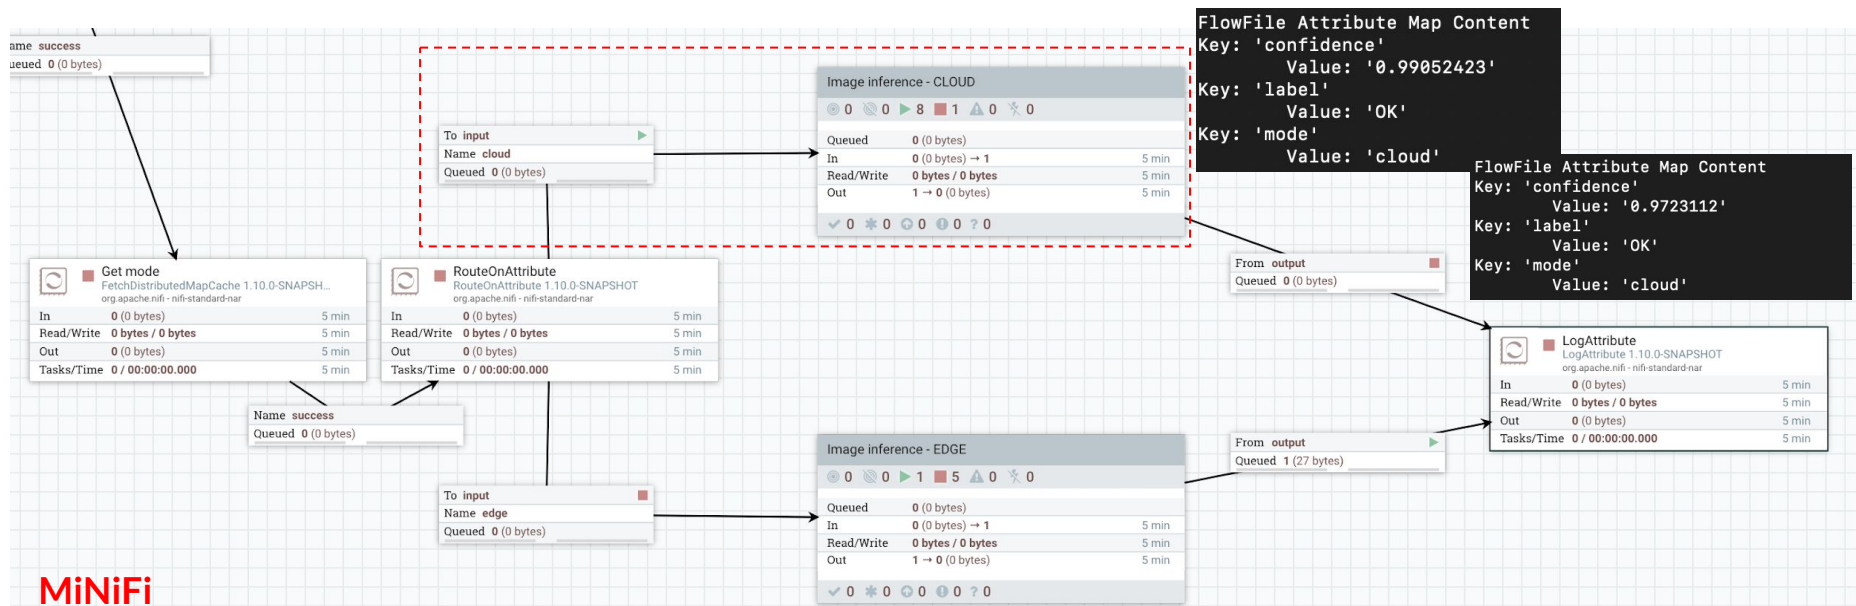 ame success
ueued 0 (0 bytes)
To input
Name cloud
Queued 0 (0 bytes)
Image inference - CLOUD
0 0 8 1 0 0
Queued 0 (0 bytes)
In 0 (0 bytes) → 1 5 min
Read/Write 0 bytes / 0 bytes 5 min
Out 1 → 0 (0 bytes) 5 min
0 0 0 0 ? 0
FlowFile Attribute Map Content
Key: 'confidence'
Value: '0.99052423'
Key: 'label'
Value: 'OK'
Key: 'mode'
Value: 'cloud'
FlowFile Attribute Map Content
Key: 'confidence'
Value: '0.9723112'
Key: 'label'
Value: 'OK'
Key: 'mode'
Value: 'cloud'
Get mode
FetchDistributedMapCache 1.10.0-SNAPSH...
org.apache.nifi - nifi-standard-nar
In 0 (0 bytes) 5 min
Read/Write 0 bytes / 0 bytes 5 min
Out 0 (0 bytes) 5 min
Tasks/Time 0 / 00:00:00.000 5 min
RouteOnAttribute
RouteOnAttribute 1.10.0-SNAPSHOT
org.apache.nifi - nifi-standard-nar
In 0 (0 bytes) 5 min
Read/Write 0 bytes / 0 bytes 5 min
Out 0 (0 bytes) 5 min
Tasks/Time 0 / 00:00:00.000 5 min
From output
Queued 0 (0 bytes)
LogAttribute
LogAttribute 1.10.0-SNAPSHOT
org.apache.nifi - nifi-standard-nar
In 0 (0 bytes) 5 min
Read/Write 0 bytes / 0 bytes 5 min
Out 0 (0 bytes) 5 min
Tasks/Time 0 / 00:00:00.000 5 min
Name success
Queued 0 (0 bytes)
To input
Name edge
Queued 0 (0 bytes)
Image inference - EDGE
0 0 1 5 0 0
Queued 0 (0 bytes)
In 0 (0 bytes) → 1 5 min
Read/Write 0 bytes / 0 bytes 5 min
Out 1 → 0 (0 bytes) 5 min
0 0 0 0 ? 0
From output
Queued 1 (27 bytes)
MiNiFi